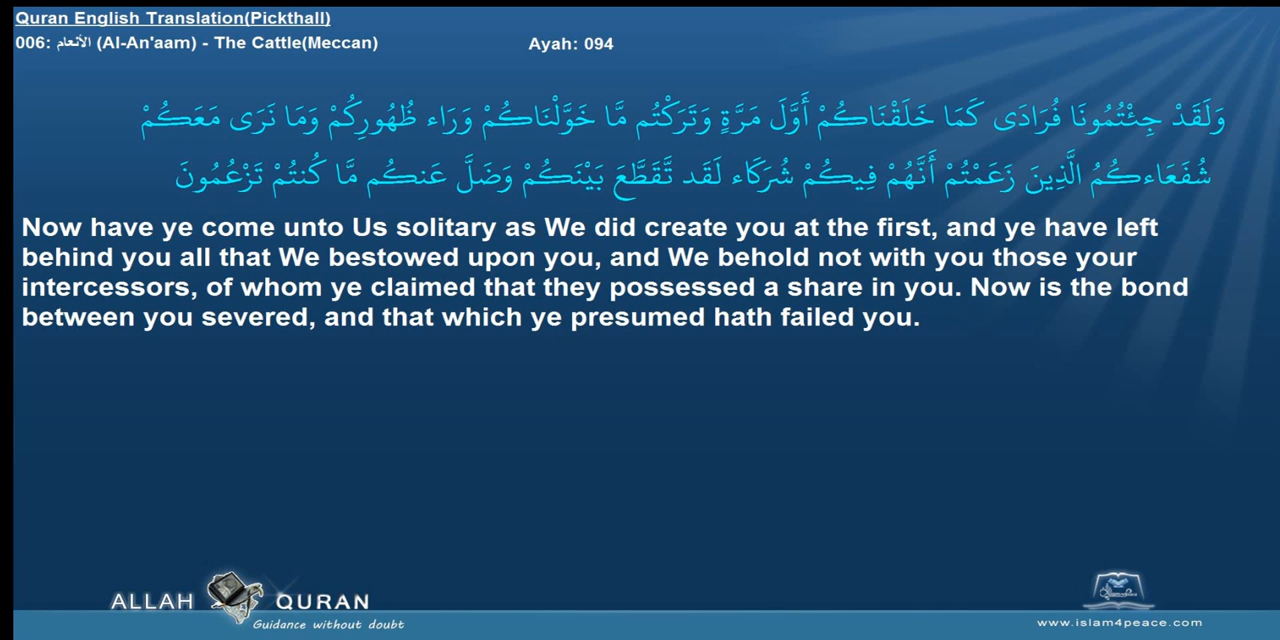 Quran English Translation(Pickthall)
006: الأنعام (Al-An'aam) - The Cattle(Meccan)
Ayah: 094
وَلَقَدْ جِئْتُمُونَا فُرَادَى كَمَا خَلَقْنَاكُمْ أَوَّلَ مَرَّةٍ وَتَرَكْتُم مَّا خَوَّلْنَاكُمْ وَرَاء ظُهُورِكُمْ وَمَا نَرَى مَعَكُمْ
شُفَعَاءكُمُ الَّذِينَ زَعَمْتُمْ أَنَّهُمْ فِيكُمْ شُرَكَاء لَقَد تَّقَطَّعَ بَيْنَكُمْ وَضَلَّ عَنكُم مَّا كُنتُمْ تَزْعُمُونَ
Now have ye come unto Us solitary as We did create you at the first, and ye have left
behind you all that We bestowed upon you, and We behold not with you those your
intercessors, of whom ye claimed that they possessed a share in you. Now is the bond
between you severed, and that which ye presumed hath failed you.
ALLAH QURAN
Guidance without doubt
www.islam4peace.com